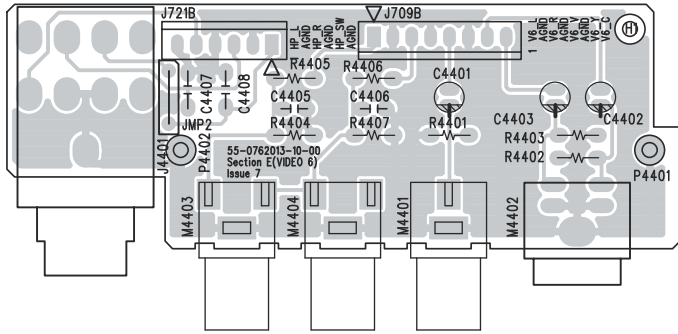 J721B
HP_L
AGND
HP_R
AGND
HP_SW
AGND
J709B
1 V6_L
AGND
V6_R
AGND
V6_V
AGND
V6_Y
V6_C
R4405
R4406
C4401
C4407
C4408
C4405
C4406
C4403
C4402
JMP2
R4404
R4407
R4401
R4403
R4402
J4401
P4402
55-0762013-10-00
Section E(VIDEO 6)
Issue 7
P4401
M4403
M4404
M4401
M4402